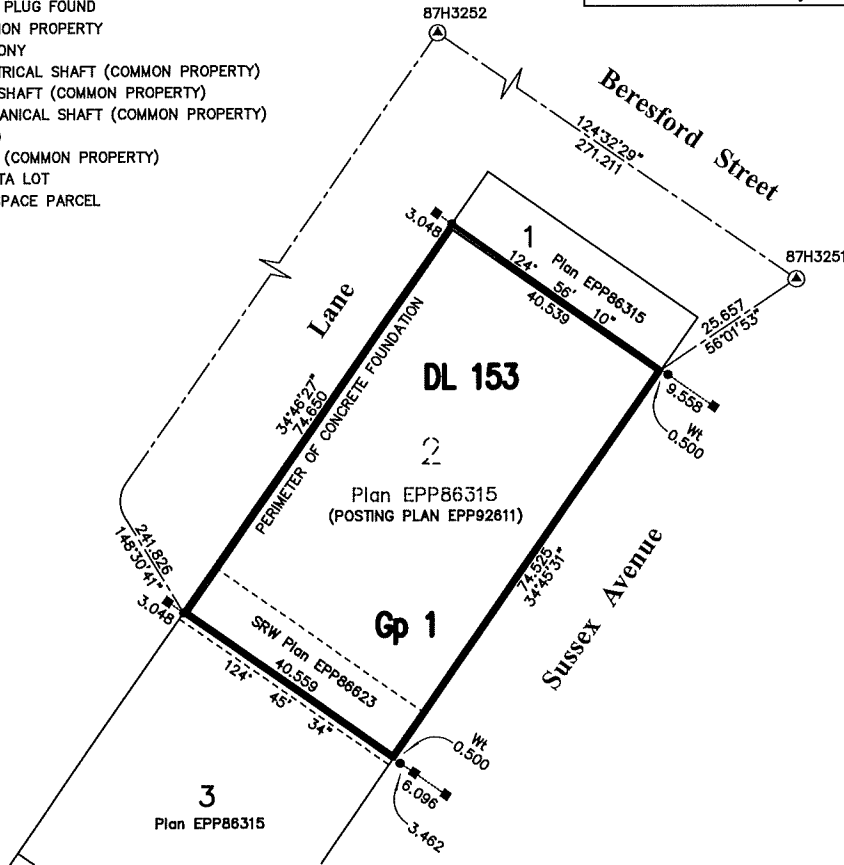 PLUG FOUND
ION PROPERTY
ONY
TRICAL SHAFT (COMMON PROPERTY)
SHAFT (COMMON PROPERTY)
ANICAL SHAFT (COMMON PROPERTY)
(COMMON PROPERTY)
TA LOT
SPACE PARCEL
87H3252
Beresford Street
124°32'29"
271.211
87H3251
3.048
1
Plan EPP86315
124° 56' 10"
40.539
25.657
56°01'53"
Lane
34°46'27"
74.650
PERIMETER OF CONCRETE FOUNDATION
DL 153
9.558
Wt
0.500
2
Plan EPP86315
(POSTING PLAN EPP92611)
74.525
34°45'31"
Sussex Avenue
241.826
148°30'41"
3.048
Gp 1
SRW Plan EPP86623
40.559
124° 45' 34"
Wt
0.500
6.096
3.462
3
Plan EPP86315